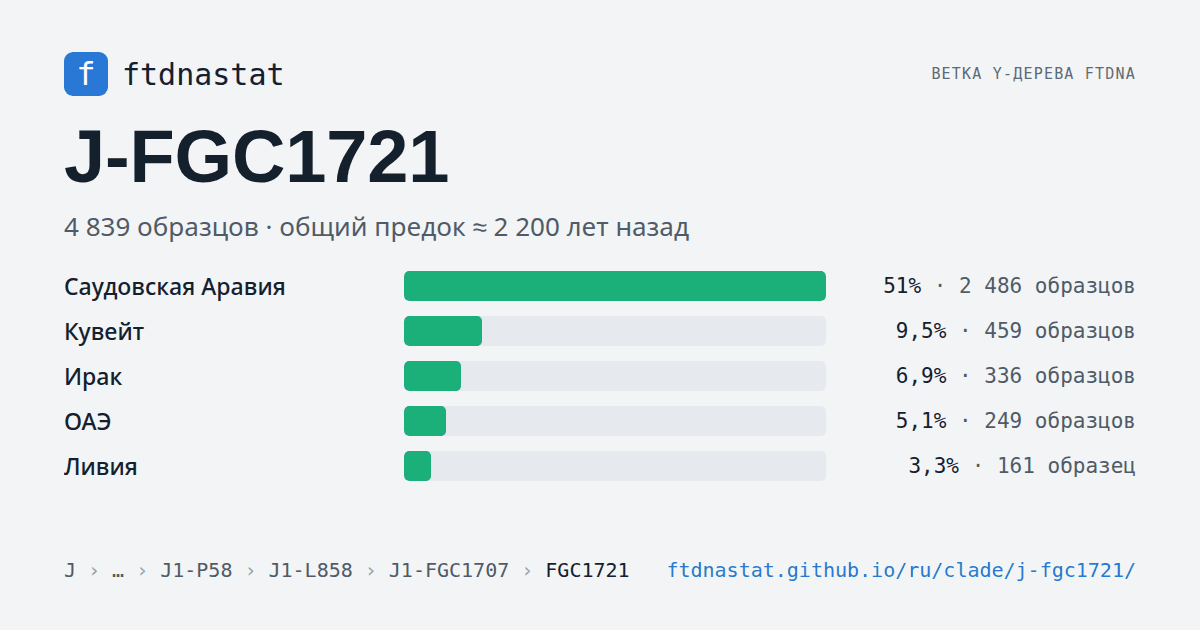 f ftdnastat
ВЕТКА Y-ДЕРЕВА FTDNA
J-FGC1721
4 839 образцов · общий предок ≈ 2 200 лет назад
Саудовская Аравия 51% · 2 486 образцов
Кувейт 9,5% · 459 образцов
Ирак 6,9% · 336 образцов
ОАЭ 5,1% · 249 образцов
Ливия 3,3% · 161 образец
J › … › J1-P58 › J1-L858 › J1-FGC1707 › FGC1721 ftdnastat.github.io/ru/clade/j-fgc1721/